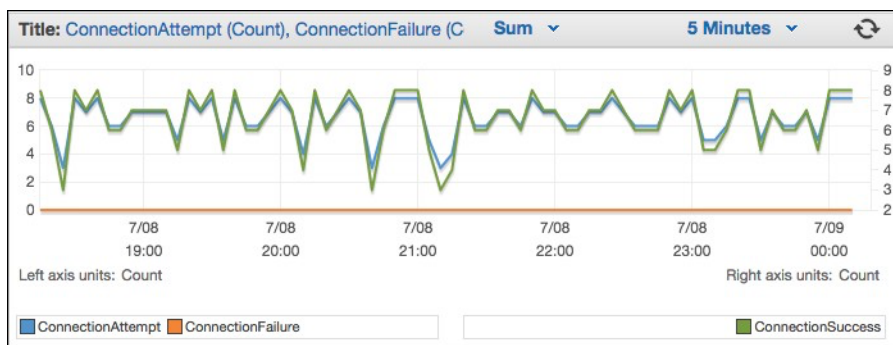 Title: ConnectionAttempt (Count), ConnectionFailure (C Sum 5 Minutes
10 9
8 8
7
6 6
5
4 4
2 3
0 2
7/08 7/08 7/08 7/08 7/08 7/09
19:00 20:00 21:00 22:00 23:00 00:00
Left axis units: Count Right axis units: Count
ConnectionAttempt ConnectionFailure ConnectionSuccess